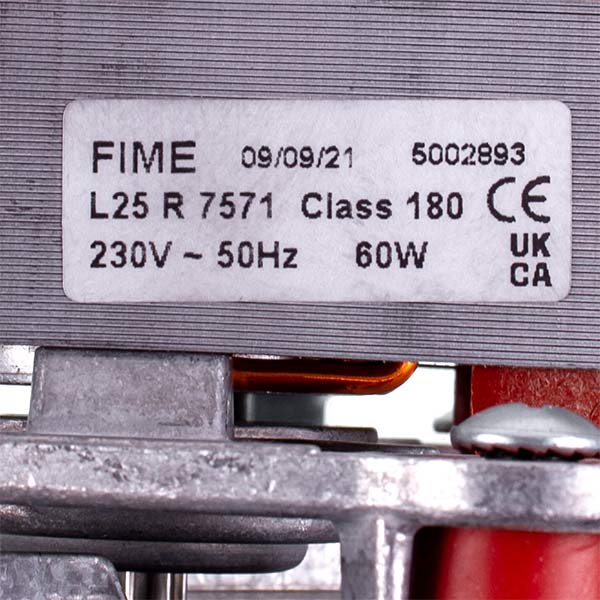 FIME 09/09/21 5002893
L25 R 7571 Class 180 CE
230V ~ 50Hz 60W UK
CA